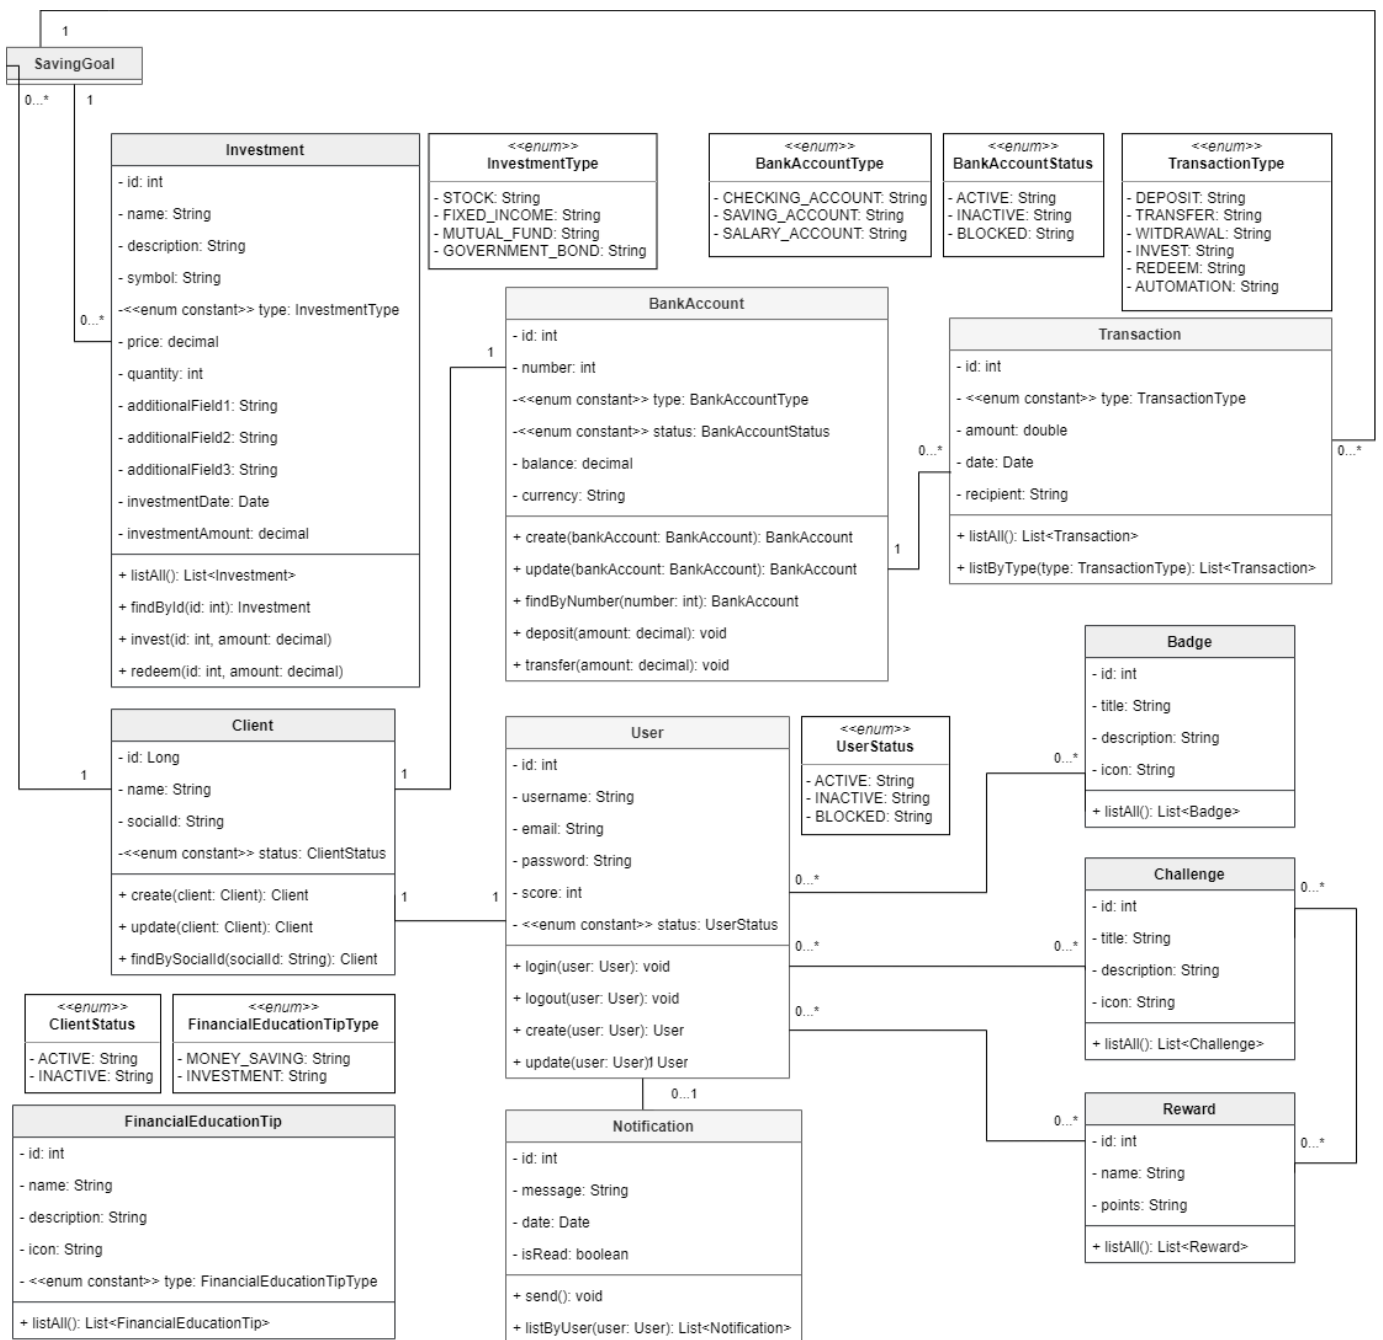 1
SavingGoal
0...*
1
Investment
- id: int
- name: String
- description: String
- symbol: String
-<<enum constant>> type: InvestmentType
- price: decimal
- quantity: int
- additionalField1: String
- additionalField2: String
- additionalField3: String
- investmentDate: Date
- investmentAmount: decimal
+ listAll(): List<Investment>
+ findById(id: int): Investment
+ invest(id: int, amount: decimal)
+ redeem(id: int, amount: decimal)
0...*
<<enum>>
InvestmentType
- STOCK: String
- FIXED_INCOME: String
- MUTUAL_FUND: String
- GOVERNMENT_BOND: String
<<enum>>
BankAccountType
- CHECKING_ACCOUNT: String
- SAVING_ACCOUNT: String
- SALARY_ACCOUNT: String
<<enum>>
BankAccountStatus
- ACTIVE: String
- INACTIVE: String
- BLOCKED: String
<<enum>>
TransactionType
- DEPOSIT: String
- TRANSFER: String
- WITDRAWAL: String
- INVEST: String
- REDEEM: String
- AUTOMATION: String
BankAccount
- id: int
- number: int
-<<enum constant>> type: BankAccountType
-<<enum constant>> status: BankAccountStatus
- balance: decimal
- currency: String
+ create(bankAccount: BankAccount): BankAccount
+ update(bankAccount: BankAccount): BankAccount
+ findByNumber(number: int): BankAccount
+ deposit(amount: decimal): void
+ transfer(amount: decimal): void
1
0...*
1
Transaction
- id: int
- <<enum constant>> type: TransactionType
- amount: double
- date: Date
- recipient: String
+ listAll(): List<Transaction>
+ listByType(type: TransactionType): List<Transaction>
0...*
Client
- id: Long
- name: String
- socialId: String
-<<enum constant>> status: ClientStatus
+ create(client: Client): Client
+ update(client: Client): Client
+ findBySocialId(socialId: String): Client
1
1
1
1
User
- id: int
- username: String
- email: String
- password: String
- score: int
- <<enum constant>> status: UserStatus
+ login(user: User): void
+ logout(user: User): void
+ create(user: User): User
+ update(user: User)1 User
<<enum>>
UserStatus
- ACTIVE: String
- INACTIVE: String
- BLOCKED: String
0...*
0...*
0...*
0...*
0...*
0...*
Badge
- id: int
- title: String
- description: String
- icon: String
+ listAll(): List<Badge>
Challenge
- id: int
- title: String
- description: String
- icon: String
+ listAll(): List<Challenge>
0...*
Reward
- id: int
- name: String
- points: String
+ listAll(): List<Reward>
0...*
<<enum>>
ClientStatus
- ACTIVE: String
- INACTIVE: String
<<enum>>
FinancialEducationTipType
- MONEY_SAVING: String
- INVESTMENT: String
FinancialEducationTip
- id: int
- name: String
- description: String
- icon: String
- <<enum constant>> type: FinancialEducationTipType
+ listAll(): List<FinancialEducationTip>
0...1
Notification
- id: int
- message: String
- date: Date
- isRead: boolean
+ send(): void
+ listByUser(user: User): List<Notification>